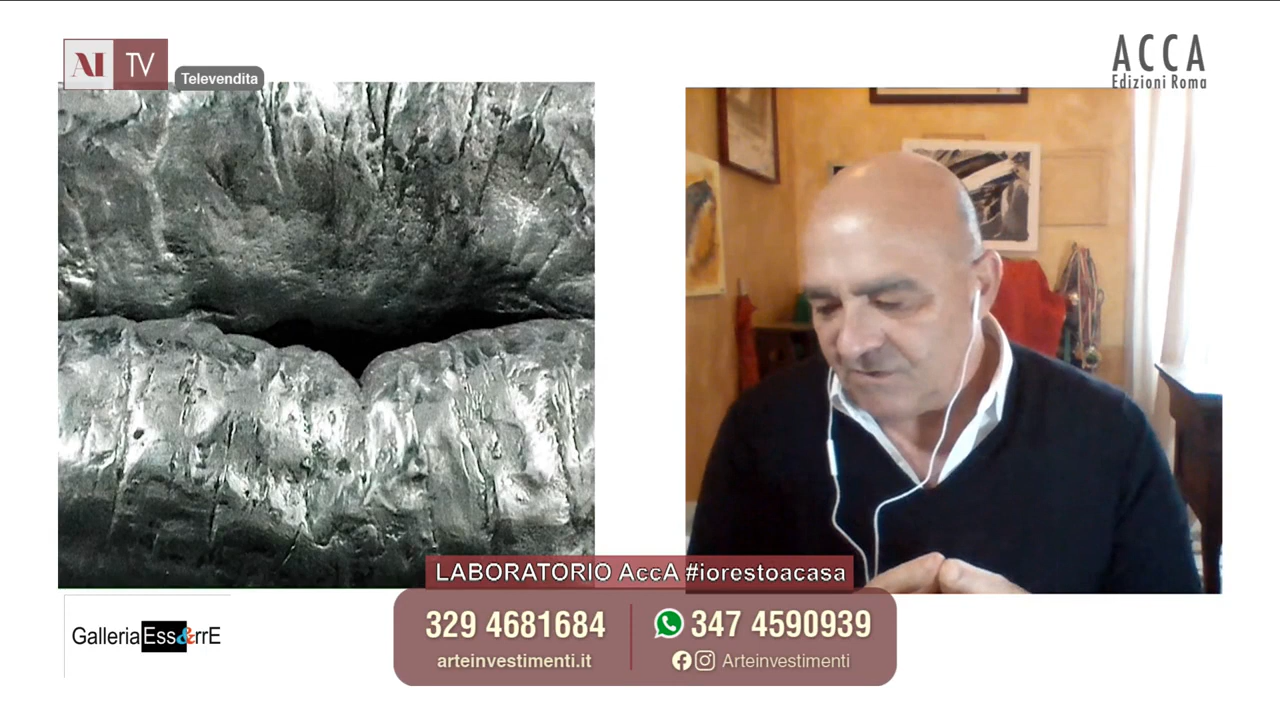 AI TV
Televendita
ACCA
Edizioni Roma
LABORATORIO AccA #iorestoacasa
GalleriaEss&rrE
329 4681684
347 4590939
arteinvestimenti.it
Arteinvestimenti